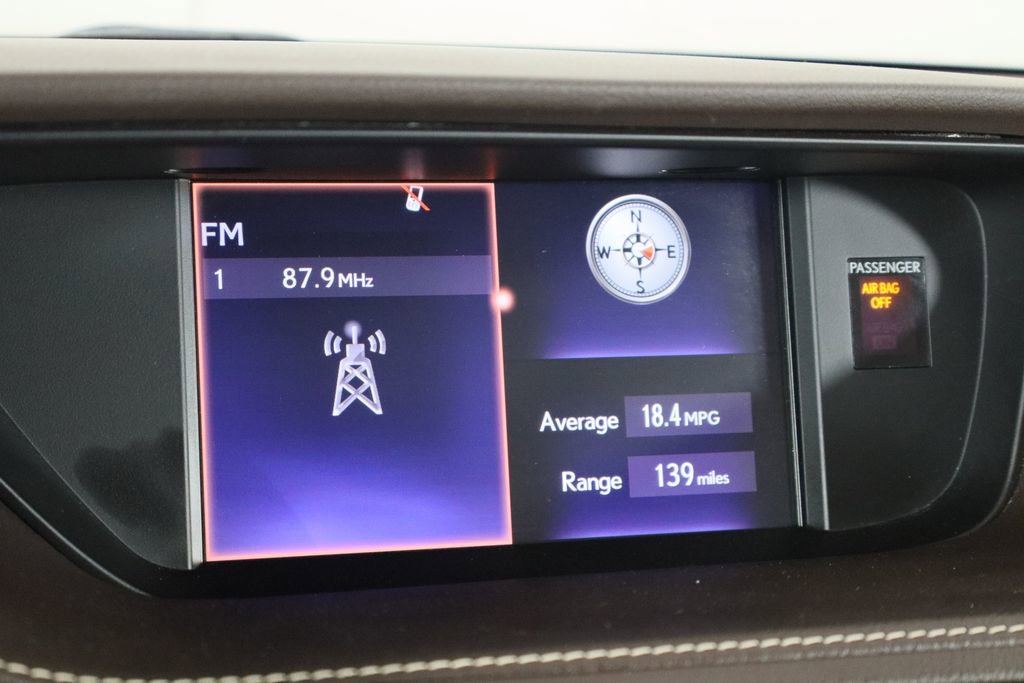 FM
1 87.9 MHz
N
W E
S
Average 18.4 MPG
Range 139 miles
PASSENGER
AIR BAG
OFF